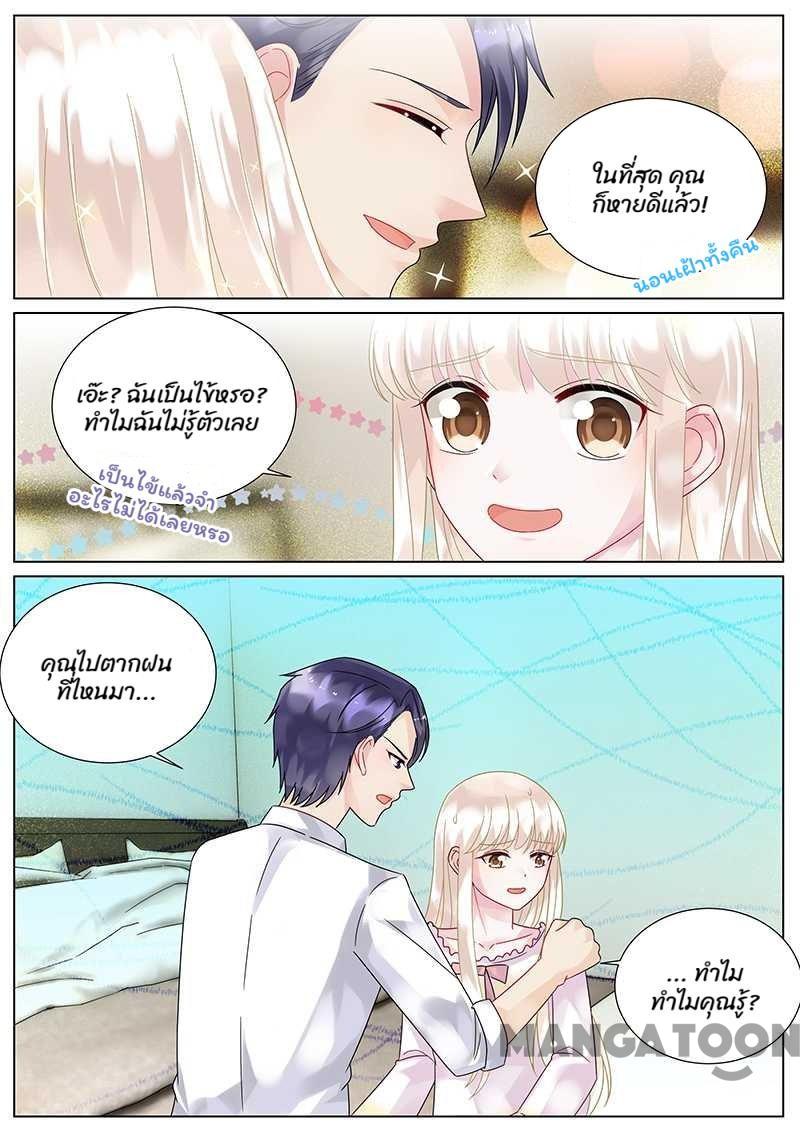 ในที่สุด คุณ
ก็หายดีแล้ว!
นอนเฝ้าทั้งคืน
เอ๊ะ? ฉันเป็นไข้หรอ?
ทำไมฉันไม่รู้ตัวเลย
เป็นไข้แล้วจำ
อะไรไม่ได้เลยหรอ
คุณไปตากฝน
ที่ไหนมา...
... ทำไม
ทำไมคุณรู้?
MANGATOON